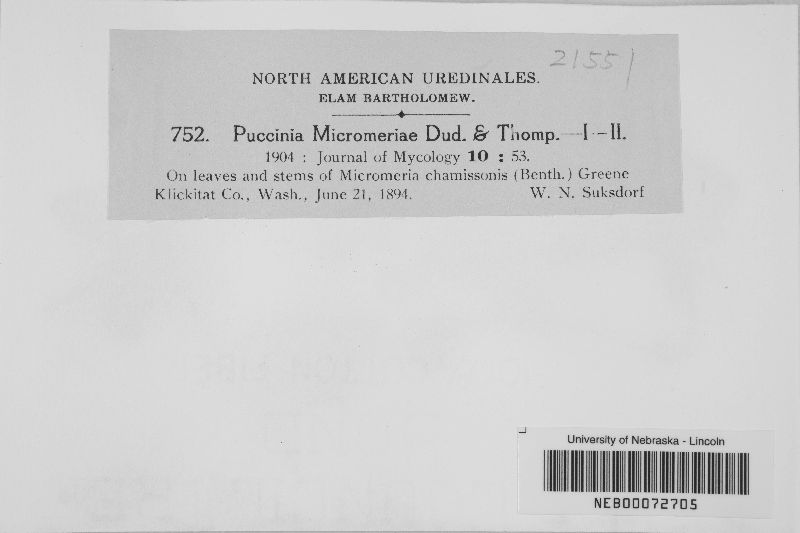 21551
NORTH AMERICAN UREDINALES.
ELAM BARTHOLOMEW.
752. Puccinia Micromeriae Dud. & Thomp.—I–II.
1904 : Journal of Mycology 10 : 53.
On leaves and stems of Micromeria chamissonis (Benth.) Greene
Klickitat Co., Wash., June 21, 1894. W. N. Suksdorf
University of Nebraska - Lincoln
NEB00072705